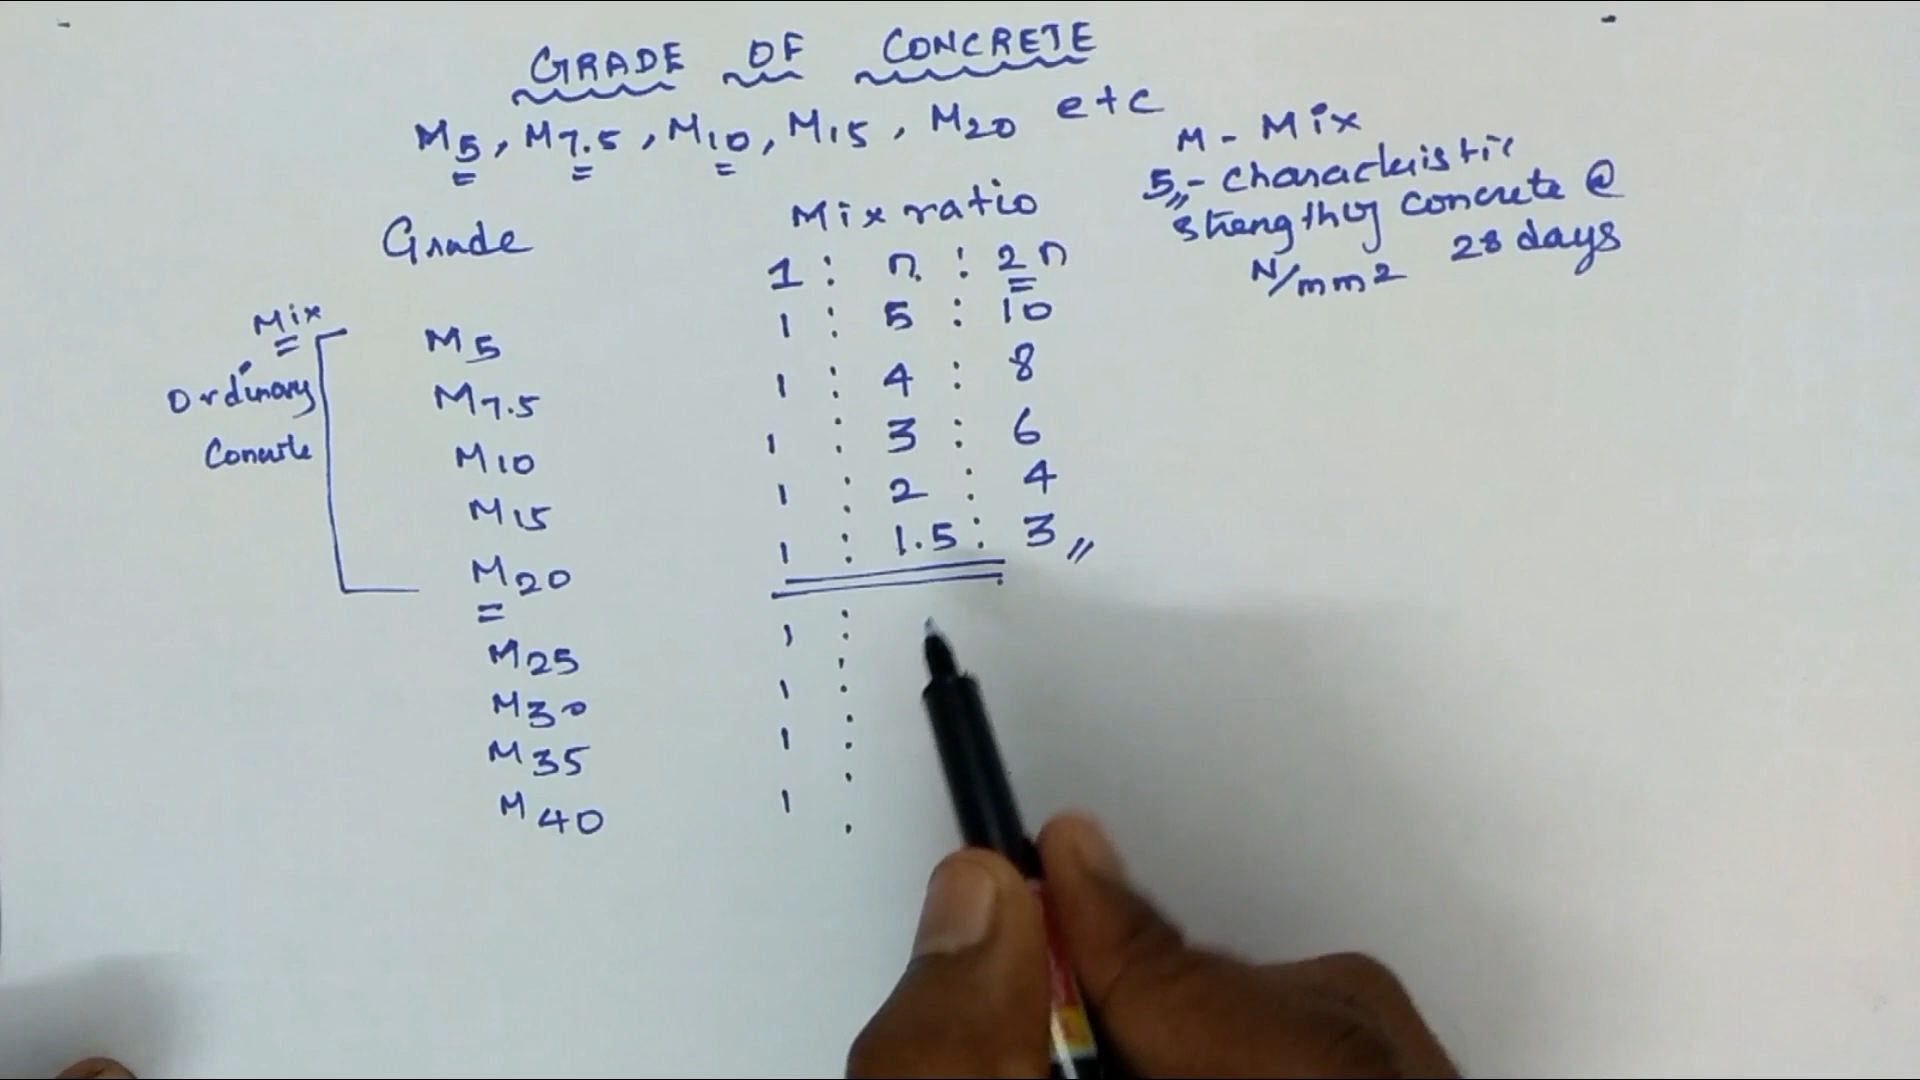 GRADE OF CONCRETE
M5, M7.5, M10, M15, M20 etc
M - Mix
5 - characteristic
strength of concrete @
N/mm2 28 days
Grade
Mix ratio
1 : n : 2n
Mix
Ordinary
M5 1 : 5 : 10
M7.5 1 : 4 : 8
M10 1 : 3 : 6
M15 1 : 2 : 4
M20 1 : 1.5 : 3
M25 1 :
M30 1 :
M35 1 :
M40 1